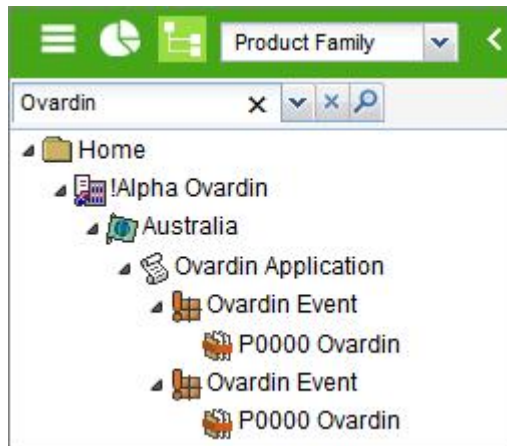 Product Family
Ovardin
Home
!Alpha Ovardin
Australia
Ovardin Application
Ovardin Event
P0000 Ovardin
Ovardin Event
P0000 Ovardin